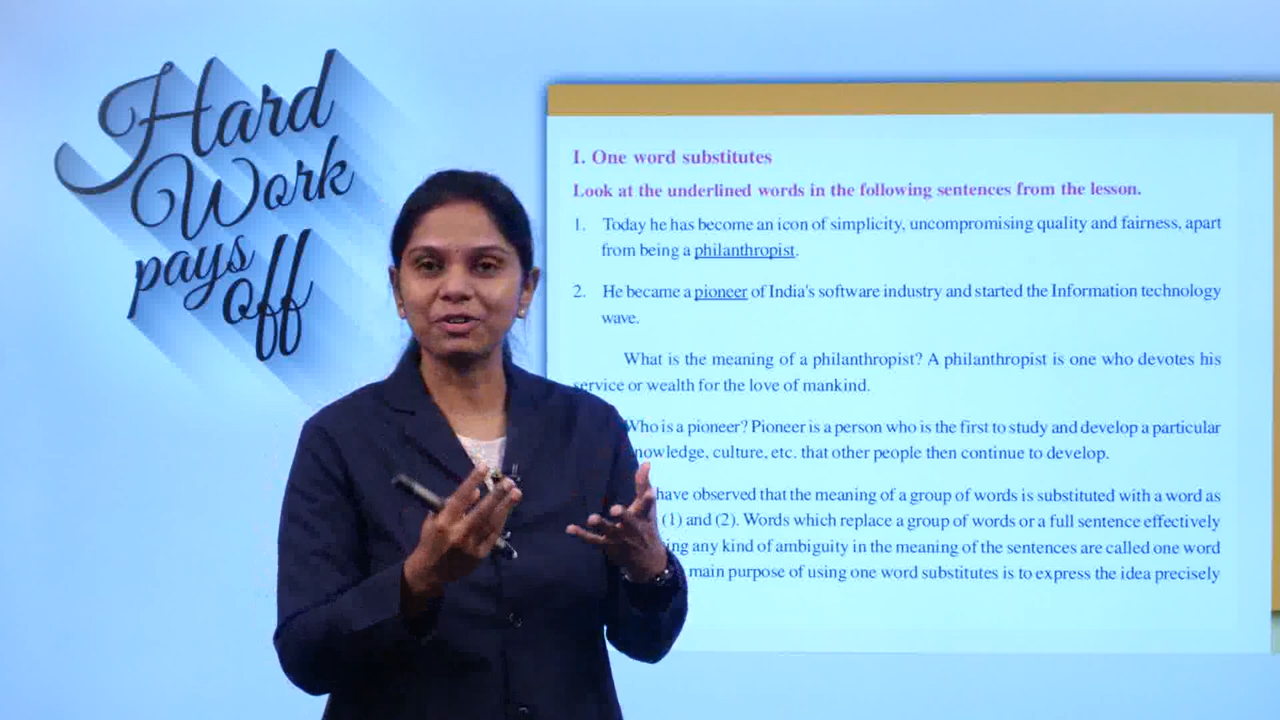 Hard
Work
pays
off
I. One word substitutes
Look at the underlined words in the following sentences from the lesson.
1. Today he has become an icon of simplicity, uncompromising quality and fairness, apart
from being a philanthropist.
2. He became a pioneer of India's software industry and started the Information technology
wave.
What is the meaning of a philanthropist? A philanthropist is one who devotes his
service or wealth for the love of mankind.
Who is a pioneer? Pioneer is a person who is the first to study and develop a particular
nowledge, culture, etc. that other people then continue to develop.
have observed that the meaning of a group of words is substituted with a word as
(1) and (2). Words which replace a group of words or a full sentence effectively
ing any kind of ambiguity in the meaning of the sentences are called one word
main purpose of using one word substitutes is to express the idea precisely